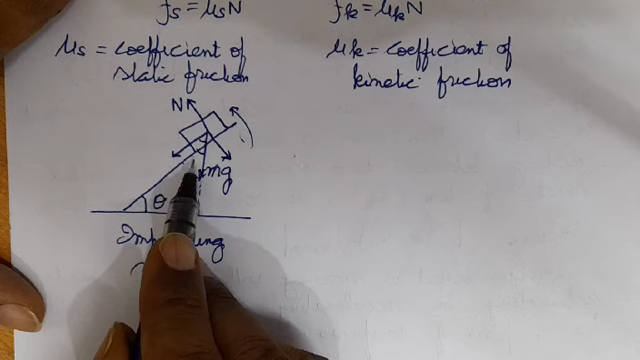 fs = μsN
fk = μkN
μs = Coefficient of
static friction
μk = Coefficient of
kinetic friction
N
mg
θ